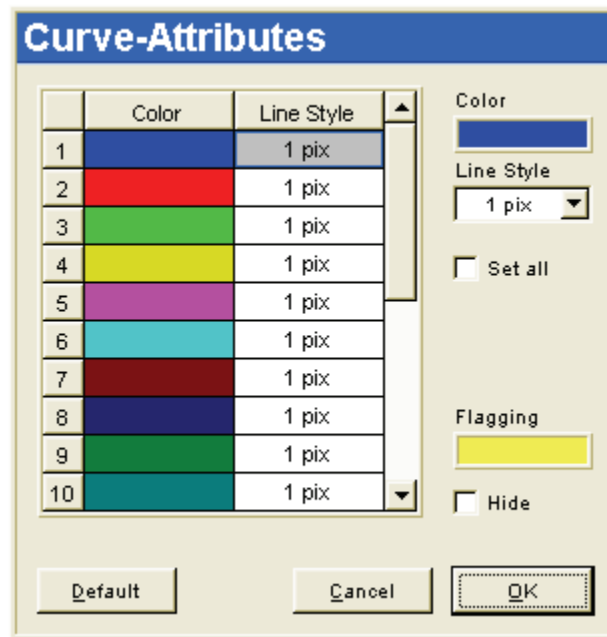 Curve-Attributes
Color Line Style
1 1 pix
2 1 pix
3 1 pix
4 1 pix
5 1 pix
6 1 pix
7 1 pix
8 1 pix
9 1 pix
10 1 pix
Color
Line Style
1 pix
Set all
Flagging
Hide
Default Cancel OK